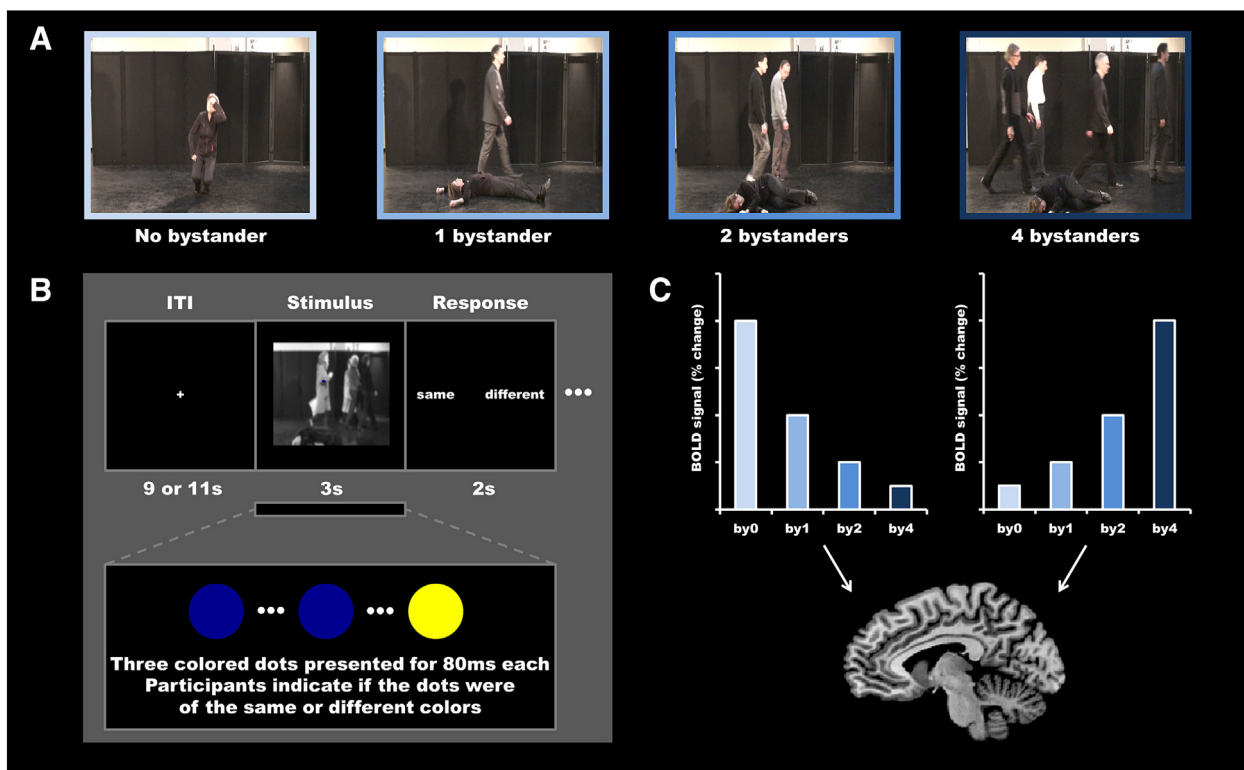 A
No bystander
1 bystander
2 bystanders
4 bystanders
B
ITI
Stimulus
Response
+
same
different
9 or 11s
3s
2s
Three colored dots presented for 80ms each
Participants indicate if the dots were
of the same or different colors
C
BOLD signal (% change)
by0
by1
by2
by4
BOLD signal (% change)
by0
by1
by2
by4